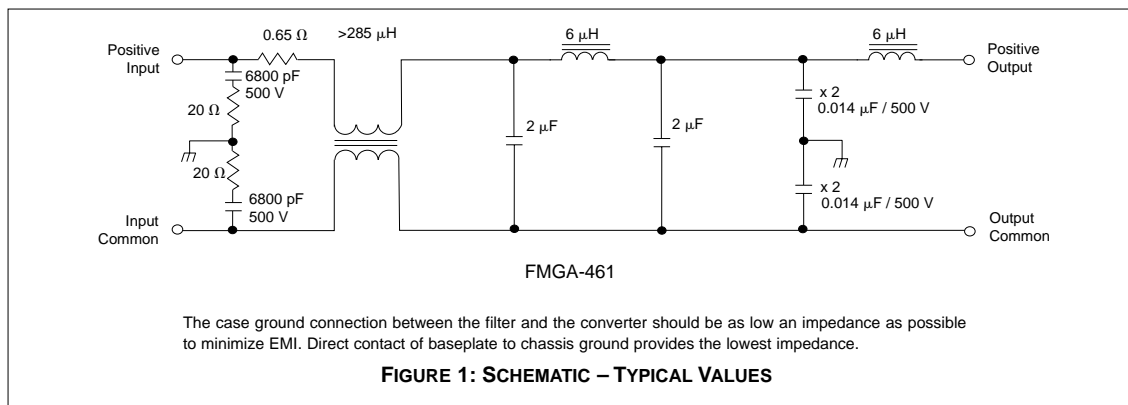 0.65 Ω
>285 μH
6 μH
6 μH
Positive
Input
Positive
Output
6800 pF
500 V
20 Ω
x 2
0.014 μF / 500 V
2 μF
2 μF
20 Ω
6800 pF
500 V
x 2
0.014 μF / 500 V
Input
Common
Output
Common
FMGA-461
The case ground connection between the filter and the converter should be as low an impedance as possible
to minimize EMI. Direct contact of baseplate to chassis ground provides the lowest impedance.
FIGURE 1: SCHEMATIC – TYPICAL VALUES